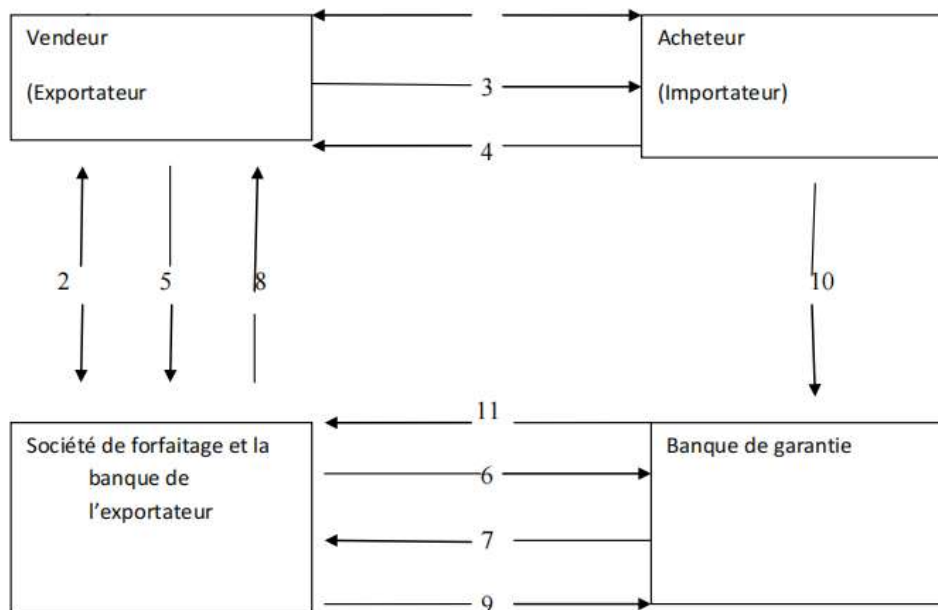 Vendeur
(Exportateur
Acheteur
(Importateur)
3
4
2
5
8
10
Société de forfaitage et la
banque de
l’exportateur
Banque de garantie
11
6
7
9